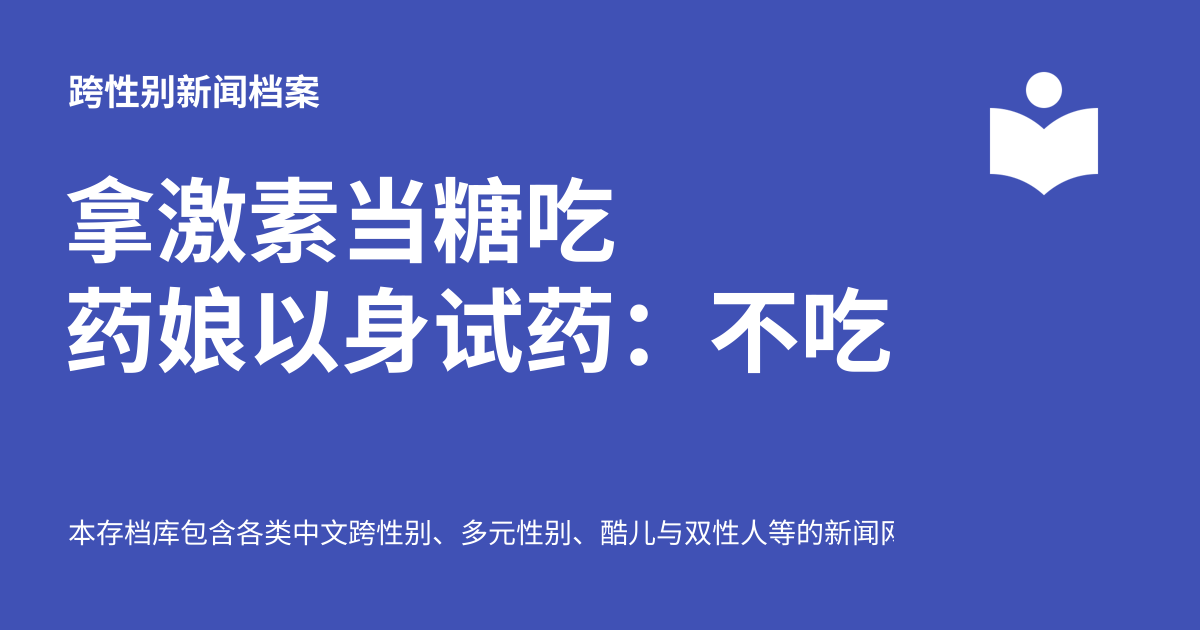 跨性别新闻档案
拿激素当糖吃
药娘以身试药：不吃
本存档库包含各类中文跨性别、多元性别、酷儿与双性人等的新闻